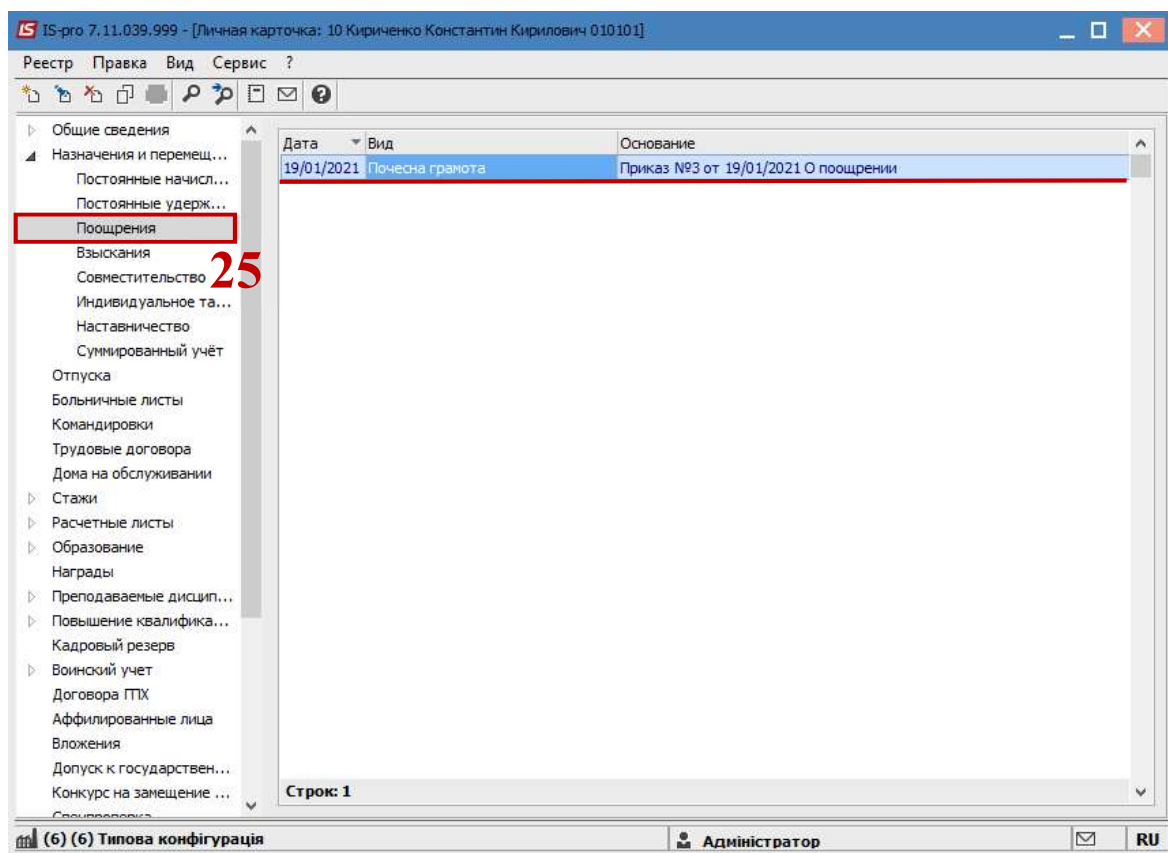 IS-pro 7.11.039.999 - [Личная карточка: 10 Кириченко Константин Кирилович 010101]
Реестр Правка Вид Сервис ?
Общие сведения
Назначения и перемещ...
Постоянные начисл...
Постоянные удерж...
Поощрения
Взыскания
Совместительство
25
Индивидуальное та...
Наставничество
Суммированный учёт
Отпуска
Больничные листы
Командировки
Трудовые договора
Дома на обслуживании
Стажи
Расчетные листы
Образование
Награды
Преподаваемые дисцип...
Повышение квалифика...
Кадровый резерв
Воинский учет
Договора ГПХ
Аффилированные лица
Вложения
Допуск к государствен...
Конкурс на замещение ...
Спецпроверка
Дата Вид Основание
19/01/2021 Почесна грамота Приказ №3 от 19/01/2021 О поощрении
Строк: 1
(6) (6) Типова конфігурація Адміністратор RU